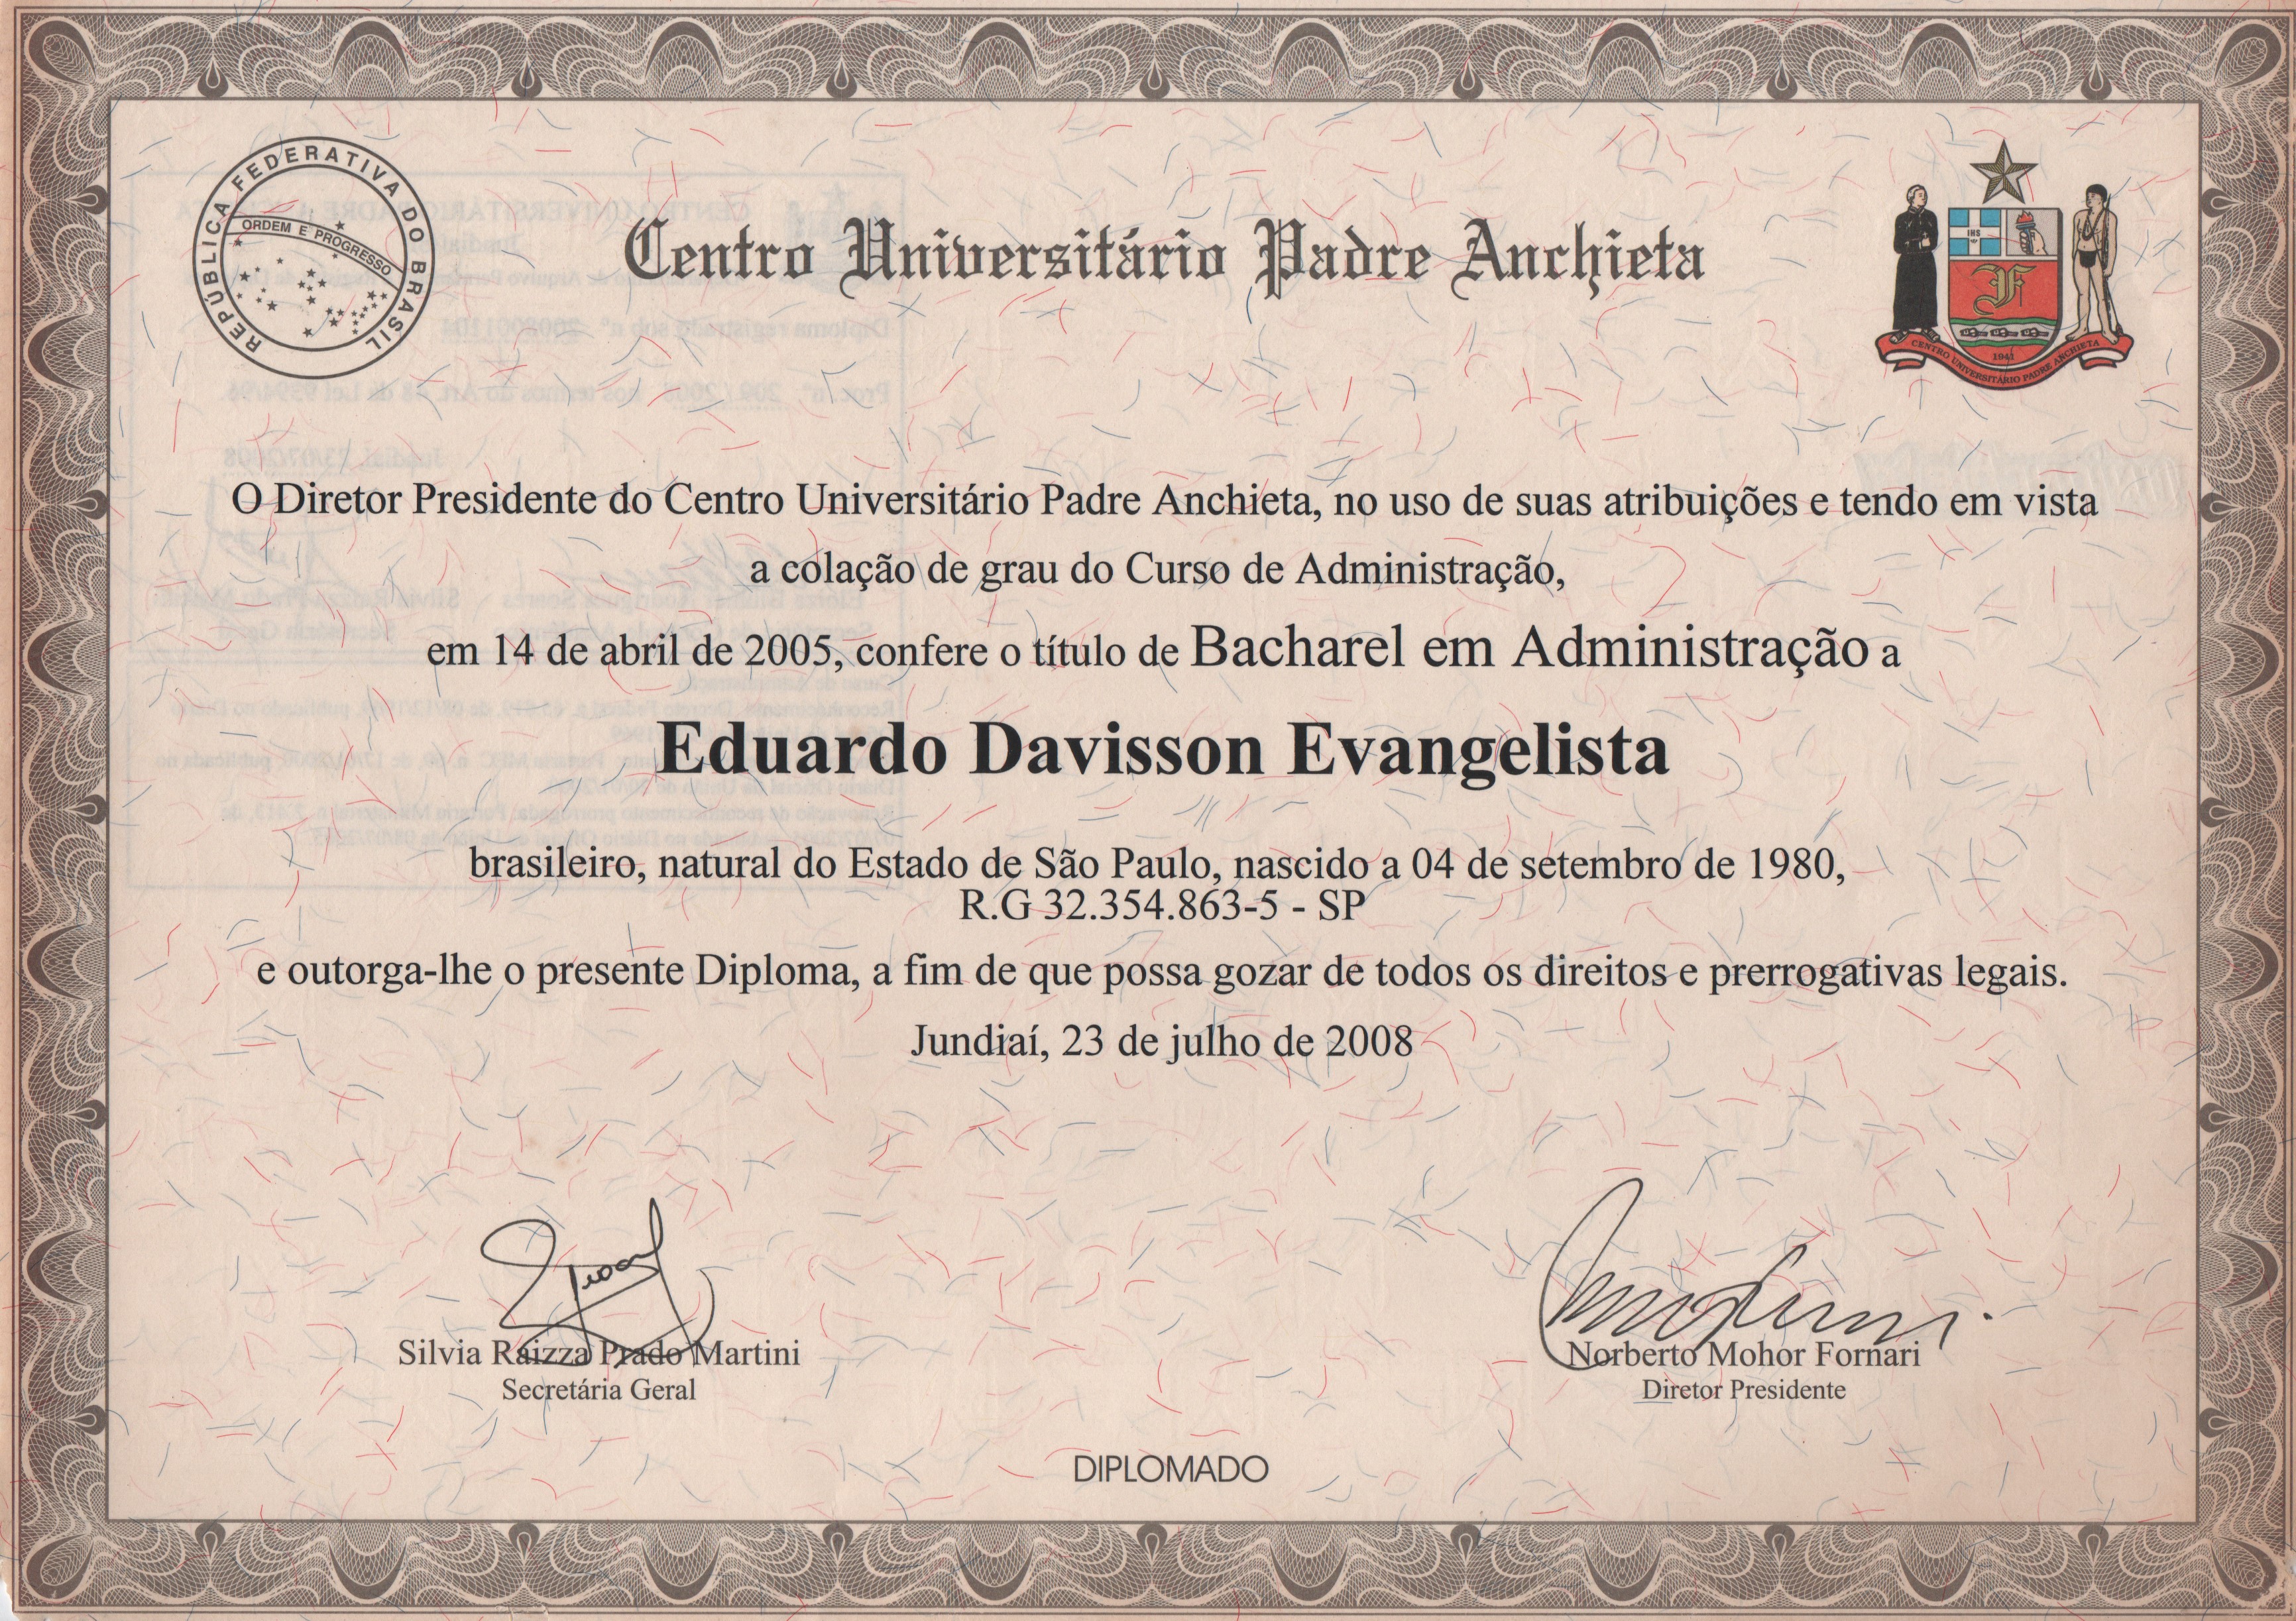 REPÚBLICA FEDERATIVA DO BRASIL
ORDEM E PROGRESSO
Centro Universitário Padre Anchieta
IHS
F
1941
CENTRO UNIVERSITÁRIO PADRE ANCHIETA
O Diretor Presidente do Centro Universitário Padre Anchieta, no uso de suas atribuições e tendo em vista
a colação de grau do Curso de Administração,
em 14 de abril de 2005, confere o título de Bacharel em Administração a
Eduardo Davisson Evangelista
brasileiro, natural do Estado de São Paulo, nascido a 04 de setembro de 1980,
R.G 32.354.863-5 - SP
e outorga-lhe o presente Diploma, a fim de que possa gozar de todos os direitos e prerrogativas legais.
Jundiaí, 23 de julho de 2008
Silvia Raizza Prado Martini
Secretária Geral
Norberto Mohor Fornari
Diretor Presidente
DIPLOMADO